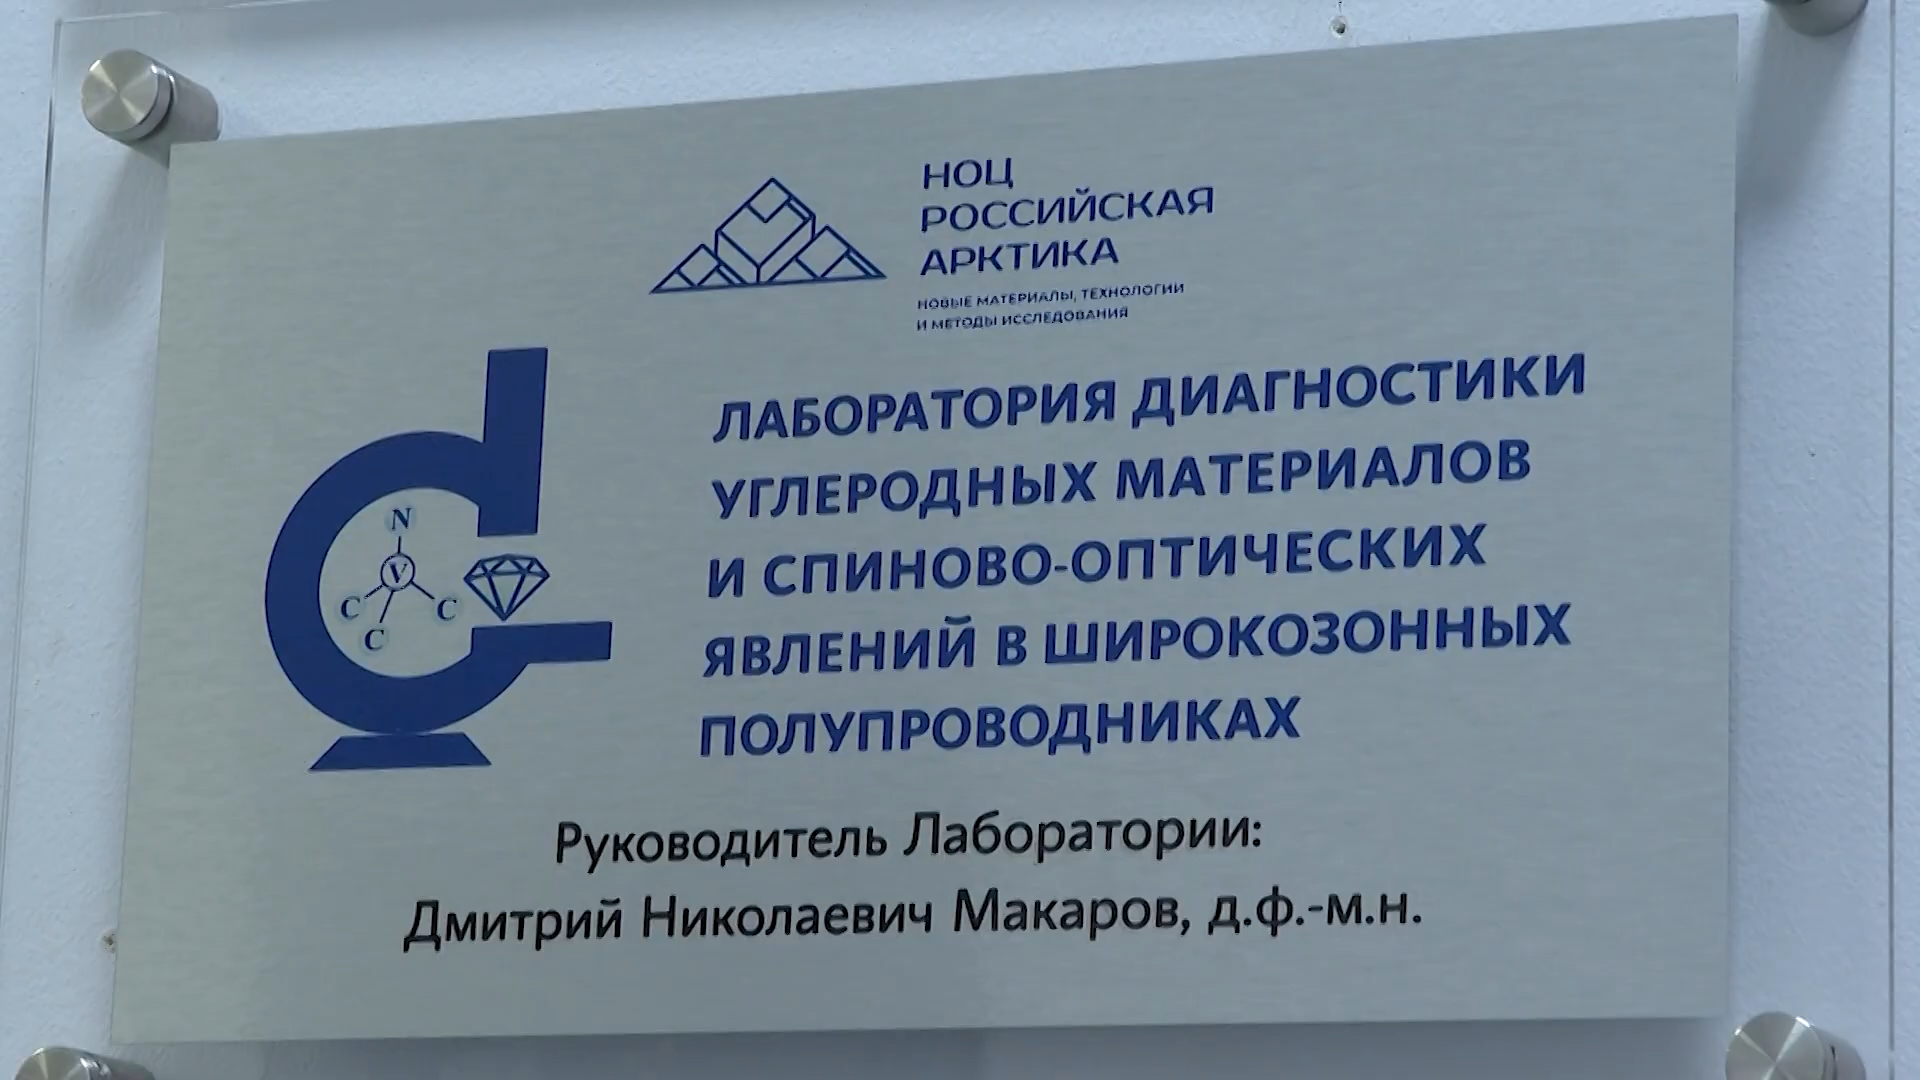 НОЦ
РОССИЙСКАЯ
АРКТИКА
НОВЫЕ МАТЕРИАЛЫ, ТЕХНОЛОГИИ
И МЕТОДЫ ИССЛЕДОВАНИЯ
ЛАБОРАТОРИЯ ДИАГНОСТИКИ
УГЛЕРОДНЫХ МАТЕРИАЛОВ
И СПИНОВО-ОПТИЧЕСКИХ
ЯВЛЕНИЙ В ШИРОКОЗОННЫХ
ПОЛУПРОВОДНИКАХ
N
V
C C
C
Руководитель Лаборатории:
Дмитрий Николаевич Макаров, д.ф.-м.н.